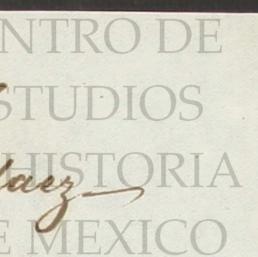 NTRO DE
STUDIOS
HISTORIA
aez
E MEXICO